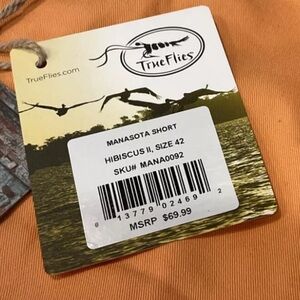 TrueFlies.com
TrueFlies
MANASOTA SHORT
HIBISCUS II, SIZE 42
SKU# MANA0092
8 13779 02469 2
MSRP $69.99